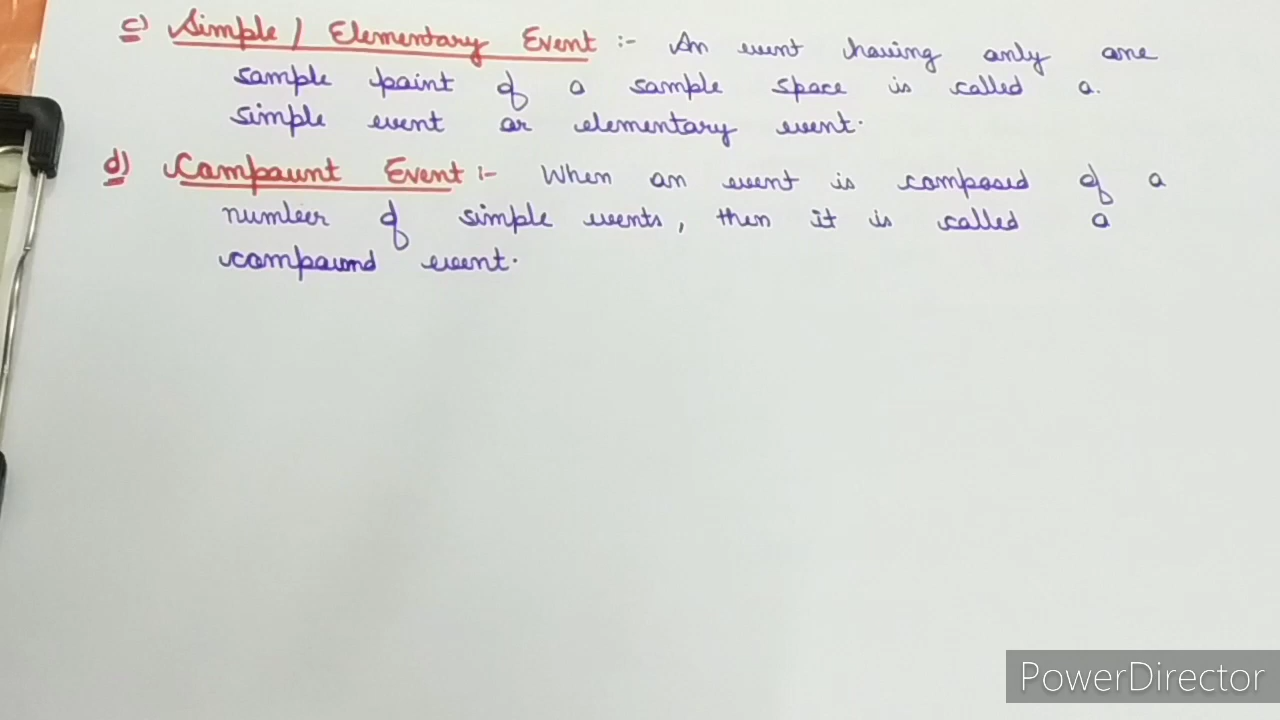 c) Simple / Elementary Event :- An event having only one
sample point of a sample space is called a.
simple event or elementary event.
d) Compount Event :- When an event is composed of a
number of simple events, then it is called a
compound event.
PowerDirector